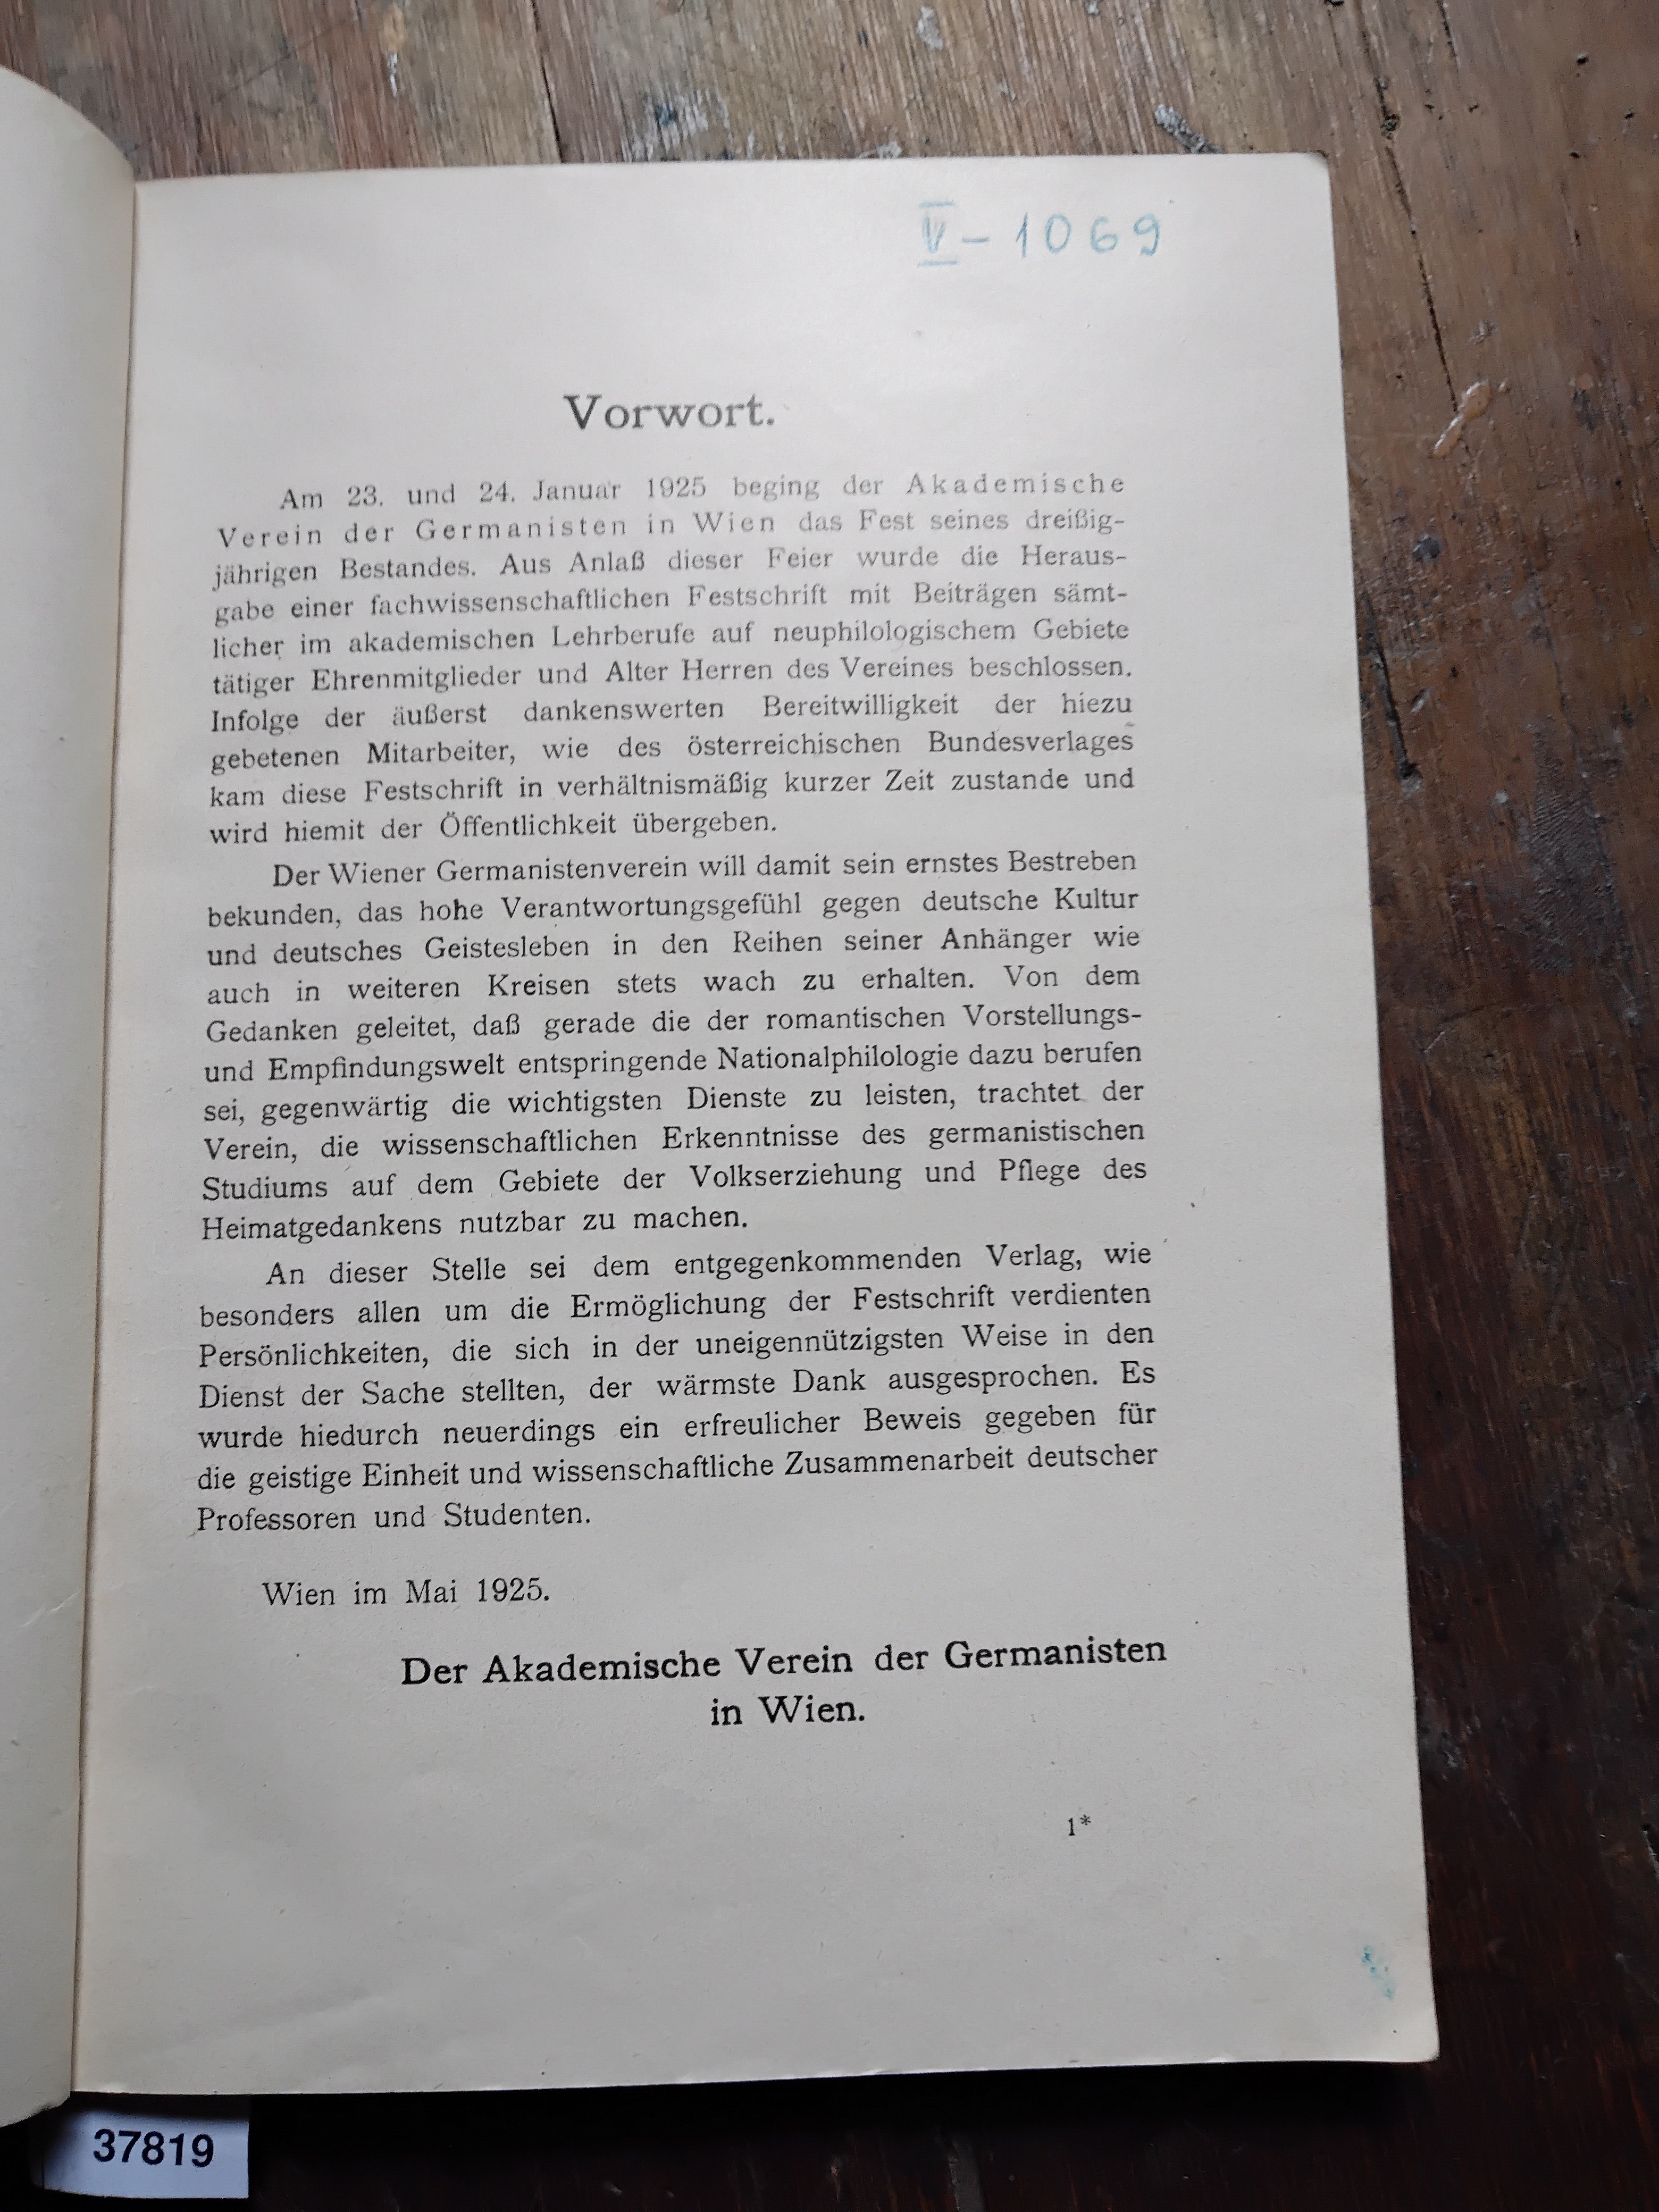 V - 1069
Vorwort.
Am 23. und 24. Januar 1925 beging der Akademische
Verein der Germanisten in Wien das Fest seines dreißig-
jährigen Bestandes. Aus Anlaß dieser Feier wurde die Heraus-
gabe einer fachwissenschaftlichen Festschrift mit Beiträgen sämt-
licher im akademischen Lehrberufe auf neuphilologischem Gebiete
tätiger Ehrenmitglieder und Alter Herren des Vereines beschlossen.
Infolge der äußerst dankenswerten Bereitwilligkeit der hiezu
gebetenen Mitarbeiter, wie des österreichischen Bundesverlages
kam diese Festschrift in verhältnismäßig kurzer Zeit zustande und
wird hiemit der Öffentlichkeit übergeben.
Der Wiener Germanistenverein will damit sein ernstes Bestreben
bekunden, das hohe Verantwortungsgefühl gegen deutsche Kultur
und deutsches Geistesleben in den Reihen seiner Anhänger wie
auch in weiteren Kreisen stets wach zu erhalten. Von dem
Gedanken geleitet, daß gerade die der romantischen Vorstellungs-
und Empfindungswelt entspringende Nationalphilologie dazu berufen
sei, gegenwärtig die wichtigsten Dienste zu leisten, trachtet der
Verein, die wissenschaftlichen Erkenntnisse des germanistischen
Studiums auf dem Gebiete der Volkserziehung und Pflege des
Heimatgedankens nutzbar zu machen.
An dieser Stelle sei dem entgegenkommenden Verlag, wie
besonders allen um die Ermöglichung der Festschrift verdienten
Persönlichkeiten, die sich in der uneigennützigsten Weise in den
Dienst der Sache stellten, der wärmste Dank ausgesprochen. Es
wurde hiedurch neuerdings ein erfreulicher Beweis gegeben für
die geistige Einheit und wissenschaftliche Zusammenarbeit deutscher
Professoren und Studenten.
Wien im Mai 1925.
Der Akademische Verein der Germanisten
in Wien.
1*
37819